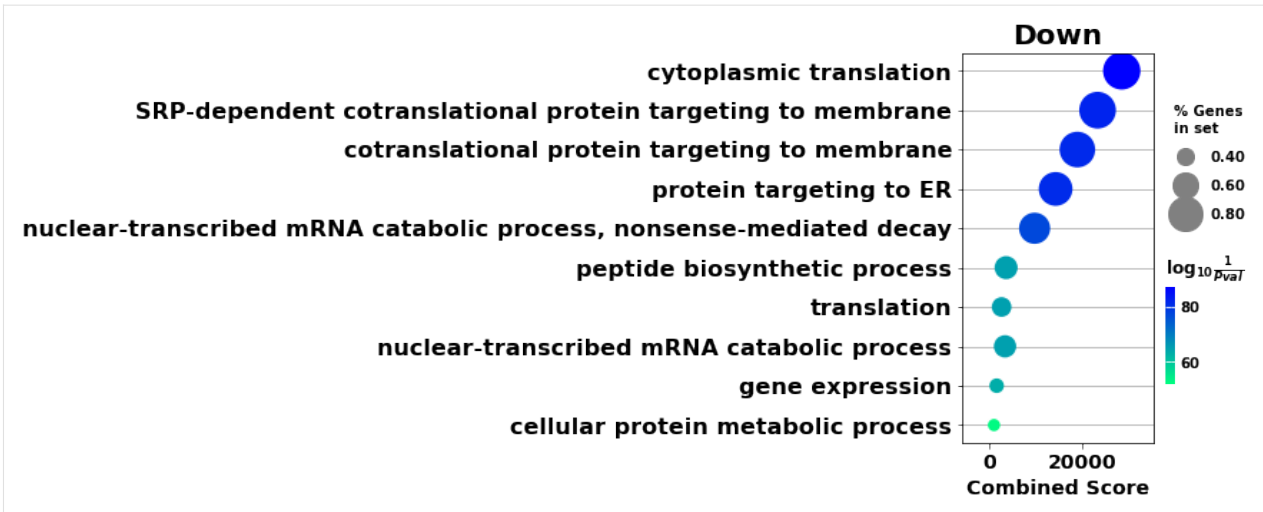 Down
cytoplasmic translation
SRP-dependent cotranslational protein targeting to membrane
cotranslational protein targeting to membrane
protein targeting to ER
nuclear-transcribed mRNA catabolic process, nonsense-mediated decay
peptide biosynthetic process
translation
nuclear-transcribed mRNA catabolic process
gene expression
cellular protein metabolic process
0 20000
Combined Score
% Genes
in set
0.40
0.60
0.80
log₁₀ 1/Pval
80
60